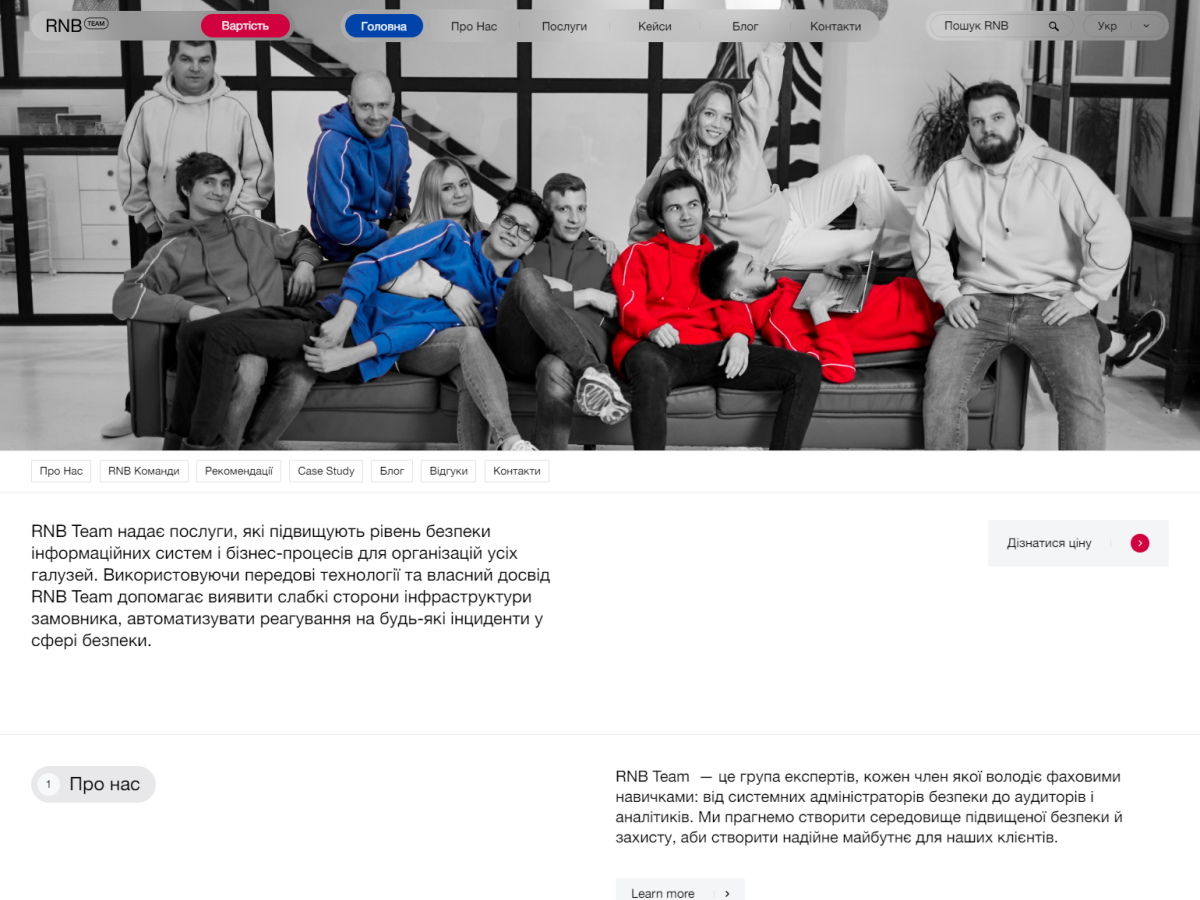 RNB TEAM
Вартість
Головна
Про Нас
Послуги
Кейси
Блог
Контакти
Пошук RNB
Укр
Про Нас
RNB Команди
Рекомендації
Case Study
Блог
Відгуки
Контакти
RNB Team надає послуги, які підвищують рівень безпеки
інформаційних систем і бізнес-процесів для організацій усіх
галузей. Використовуючи передові технології та власний досвід
RNB Team допомагає виявити слабкі сторони інфраструктури
замовника, автоматизувати реагування на будь-які інциденти у
сфері безпеки.
Дізнатися ціну
1 Про нас
RNB Team — це група експертів, кожен член якої володіє фаховими
навичками: від системних адміністраторів безпеки до аудиторів і
аналітиків. Ми прагнемо створити середовище підвищеної безпеки й
захисту, аби створити надійне майбутнє для наших клієнтів.
Learn more